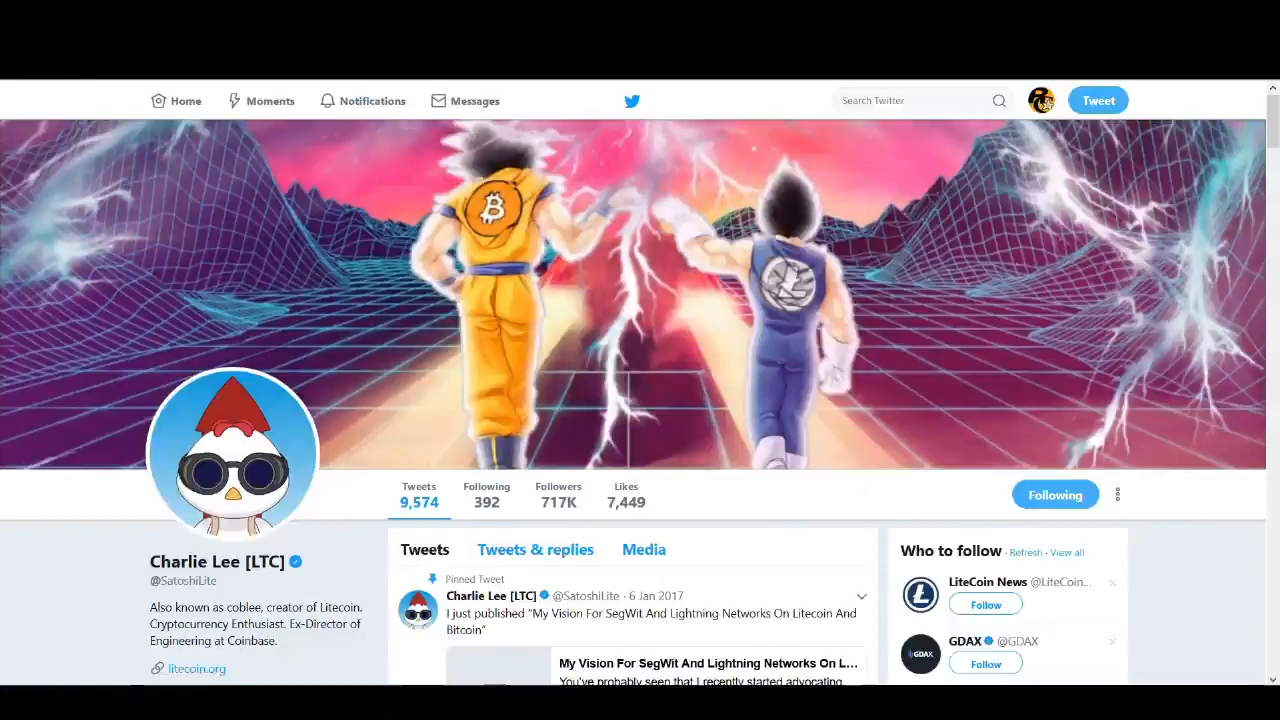 Home Moments Notifications Messages Search Twitter Tweet
Tweets Following Followers Likes
9,574 392 717K 7,449
Following
Charlie Lee [LTC]
@SatoshiLite
Also known as coblee, creator of Litecoin.
Cryptocurrency Enthusiast. Ex-Director of
Engineering at Coinbase.
litecoin.org
Tweets Tweets & replies Media
Pinned Tweet
Charlie Lee [LTC] @SatoshiLite · 6 Jan 2017
I just published “My Vision For SegWit And Lightning Networks On Litecoin And
Bitcoin”
My Vision For SegWit And Lightning Networks On L...
You've probably seen that I recently started advocating.
Who to follow · Refresh · View all
LiteCoin News @LiteCoin...
Follow
GDAX @GDAX
GDAX
Follow